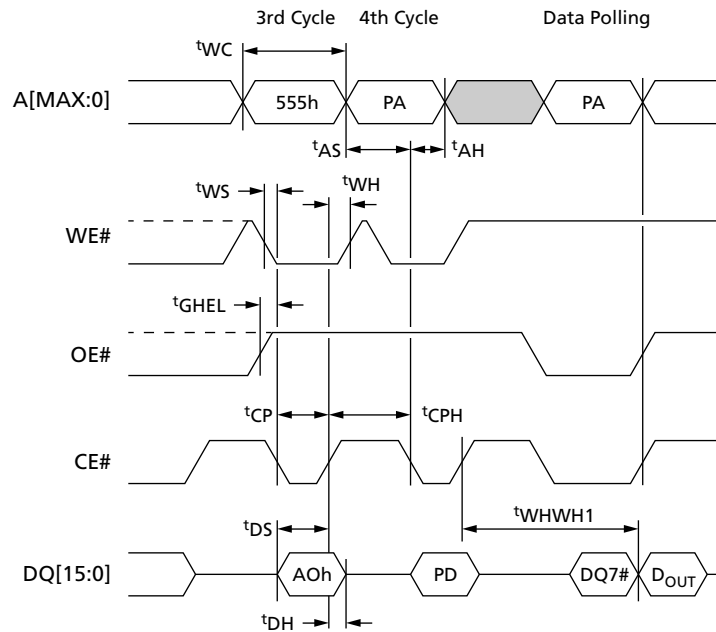 3rd Cycle 4th Cycle Data Polling
tWC
A[MAX:0] 555h PA PA
tAS tAH
tWS tWH
WE#
tGHEL
OE#
tCP tCPH
CE#
tWHWH1
tDS
DQ[15:0] AOh PD DQ7# DOUT
tDH